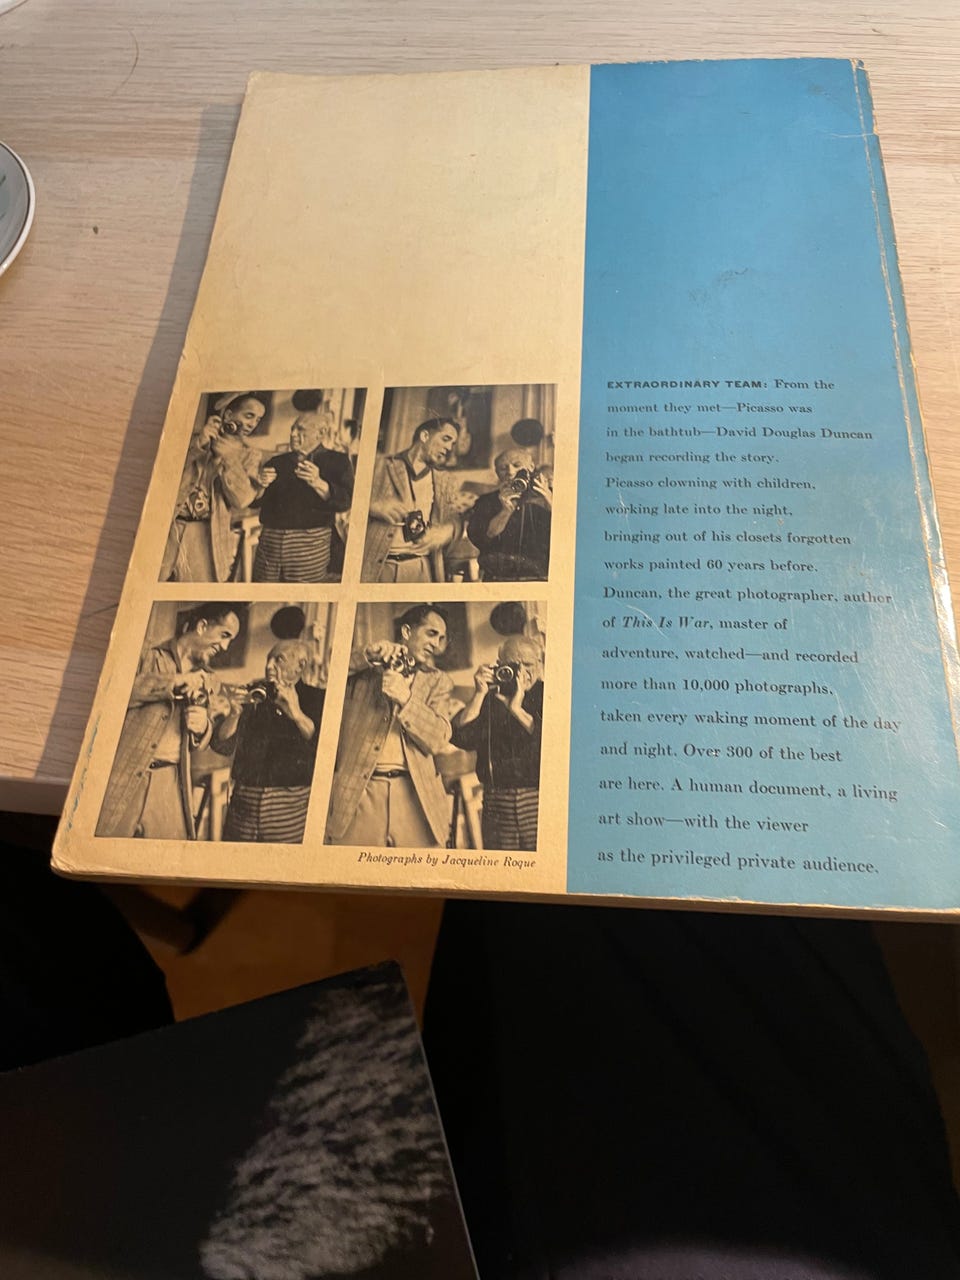 EXTRAORDINARY TEAM: From the
moment they met—Picasso was
in the bathtub—David Douglas Duncan
began recording the story.
Picasso clowning with children,
working late into the night,
bringing out of his closets forgotten
works painted 60 years before.
Duncan, the great photographer, author
of This Is War, master of
adventure, watched—and recorded
more than 10,000 photographs,
taken every waking moment of the day
and night. Over 300 of the best
are here. A human document, a living
art show—with the viewer
as the privileged private audience.
Photographs by Jacqueline Roque